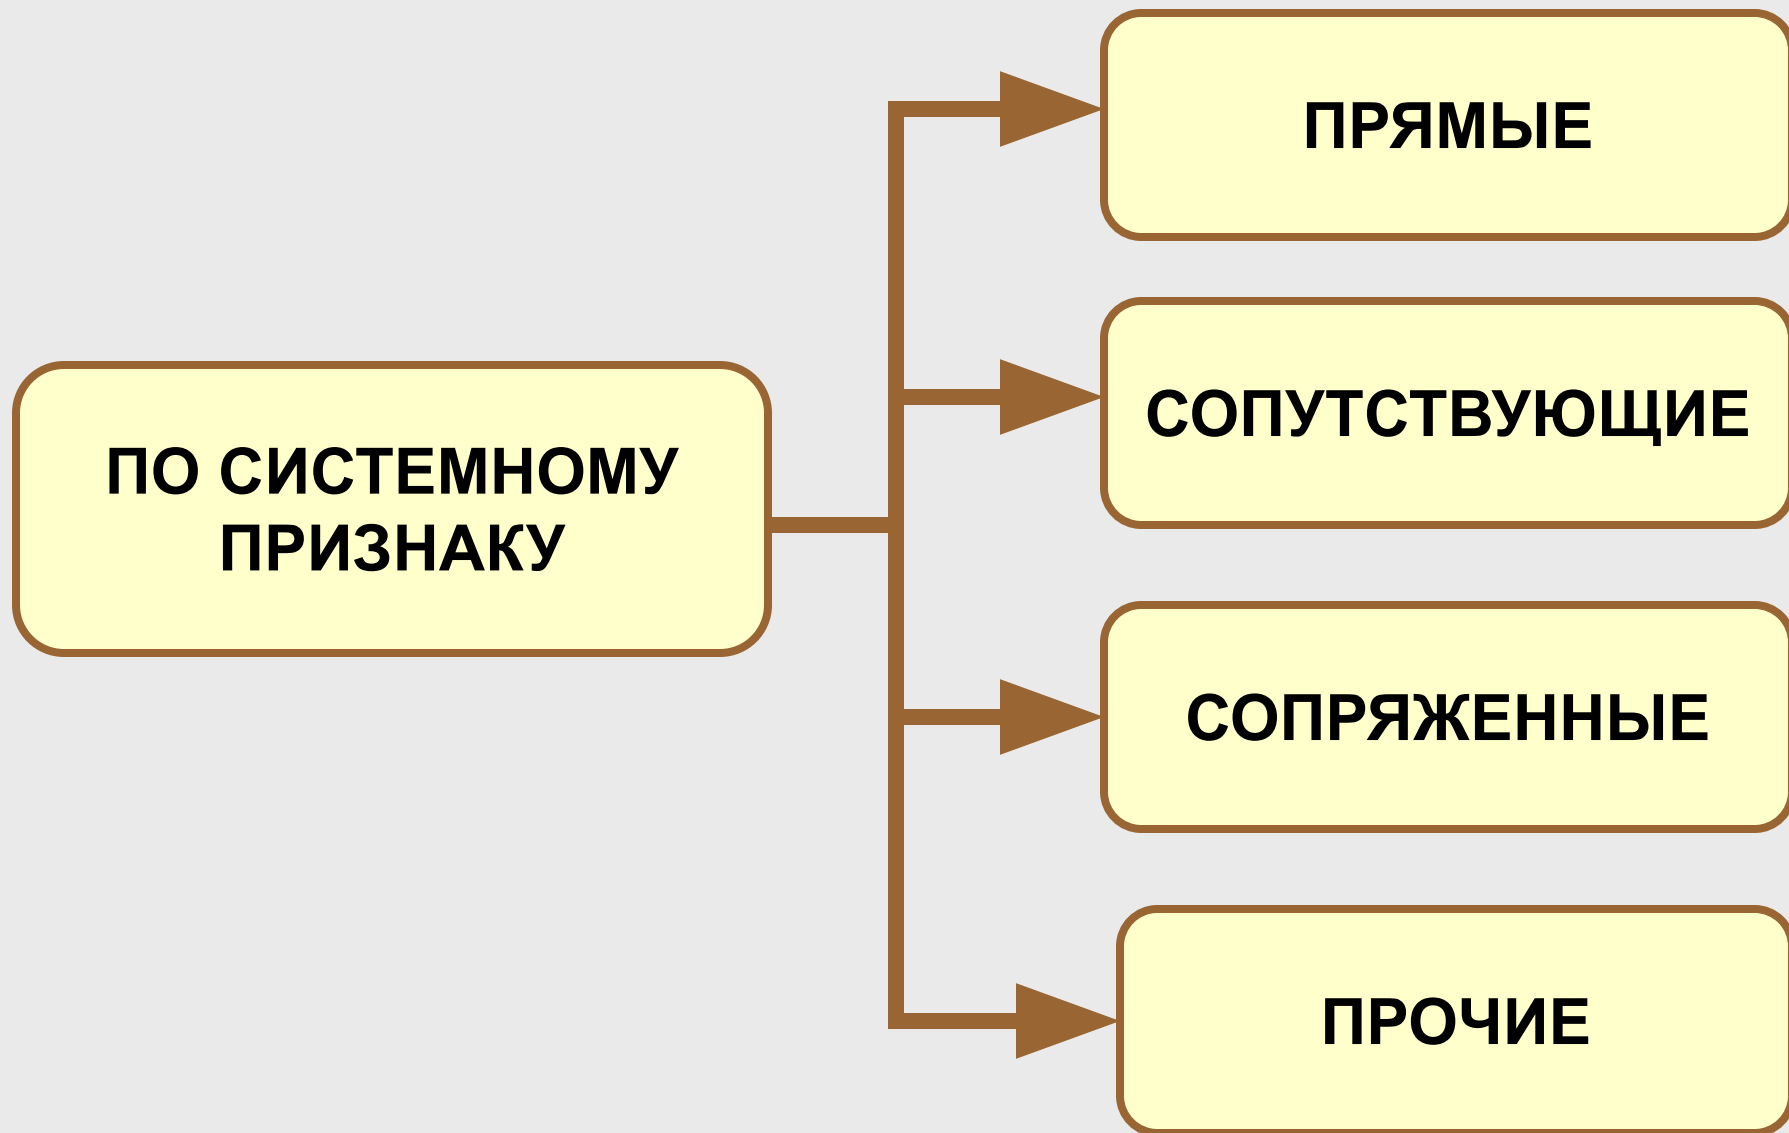 ПРЯМЫЕ
СОПУТСТВУЮЩИЕ
ПО СИСТЕМНОМУ
ПРИЗНАКУ
СОПРЯЖЕННЫЕ
ПРОЧИЕ